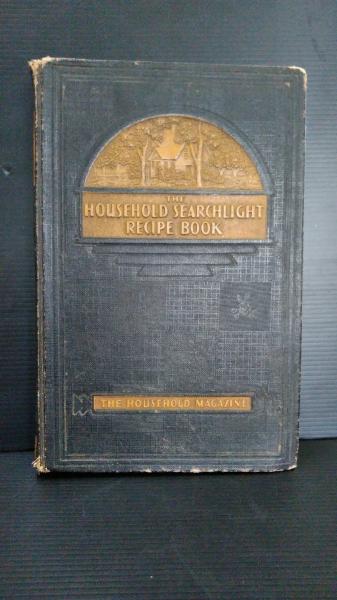 THE
HOUSEHOLD SEARCHLIGHT
RECIPE BOOK
THE HOUSEHOLD MAGAZINE